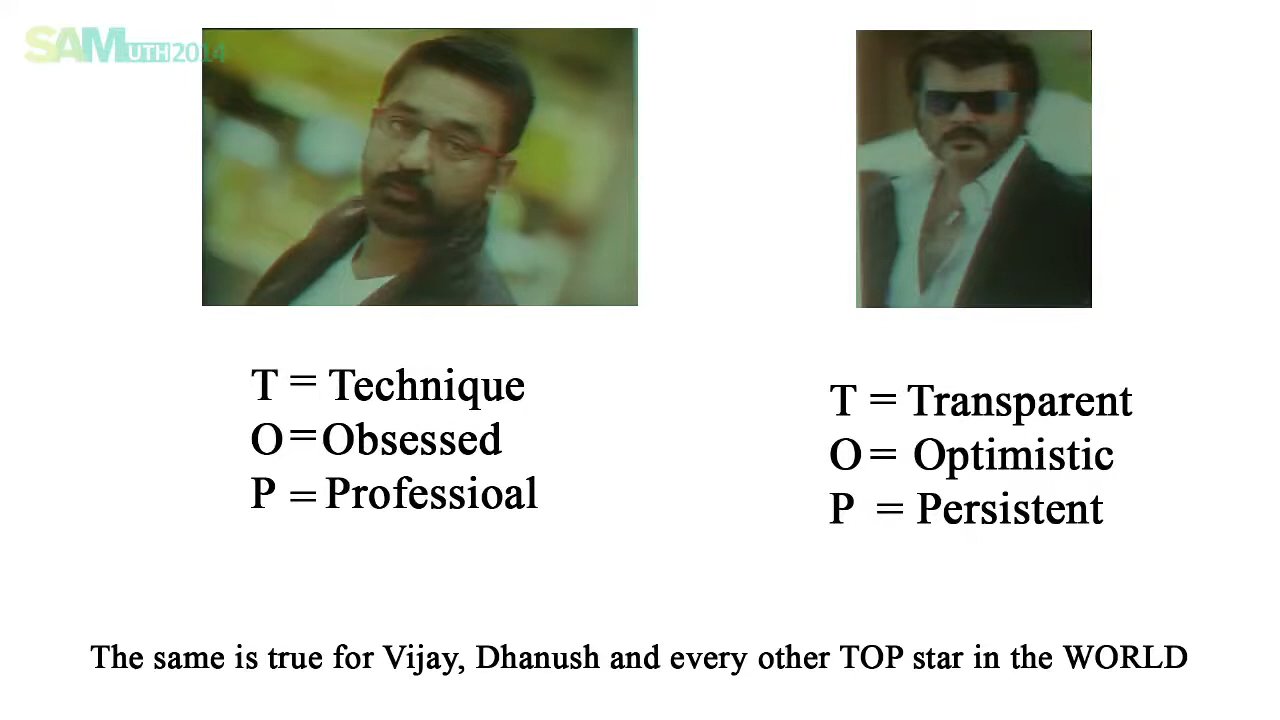 SAMUTH2014
T = Technique
O = Obsessed
P = Professioal
T = Transparent
O = Optimistic
P = Persistent
The same is true for Vijay, Dhanush and every other TOP star in the WORLD